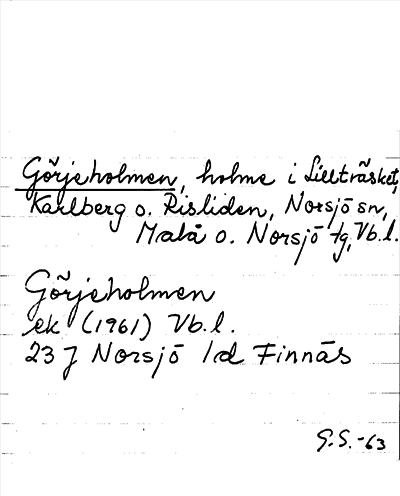 Görjeholmen, holme i Lillträsket,
Karlberg o. Risliden, Norsjö sn,
Malå o. Norsjö tg, Vb.l.
Görjeholmen
ek (1961) Vb.l.
23 J Norsjö 1d Finnäs
G.S.-63